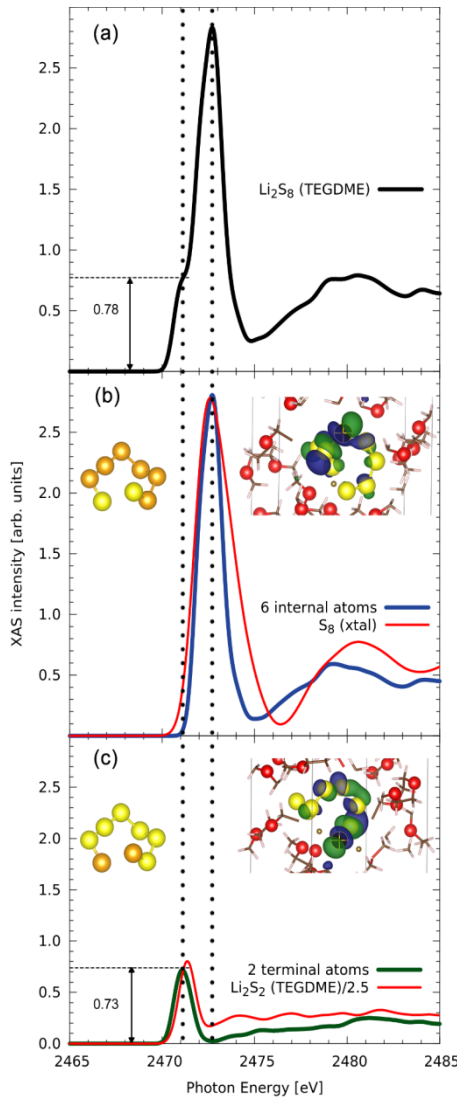 (a)
2.5
2.0
1.5
1.0
0.5
Li₂S₈ (TEGDME)
0.78
(b)
2.5
2.0
1.5
1.0
0.5
XAS intensity [arb. units]
6 internal atoms
S₈ (xtal)
(c)
2.5
2.0
1.5
1.0
0.5
0.0
2 terminal atoms
Li₂S₂ (TEGDME)/2.5
0.73
2465 2470 2475 2480 2485
Photon Energy [eV]